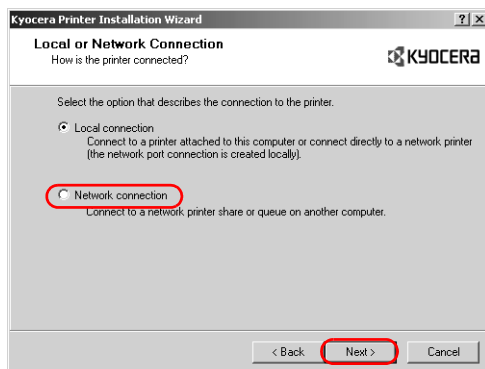 Kyocera Printer Installation Wizard
? X
Local or Network Connection
How is the printer connected?
KYOCERA
Select the option that describes the connection to the printer.
Local connection
Connect to a printer attached to this computer or connect directly to a network printer
(the network port connection is created locally).
Network connection
Connect to a network printer share or queue on another computer.
< Back Next > Cancel